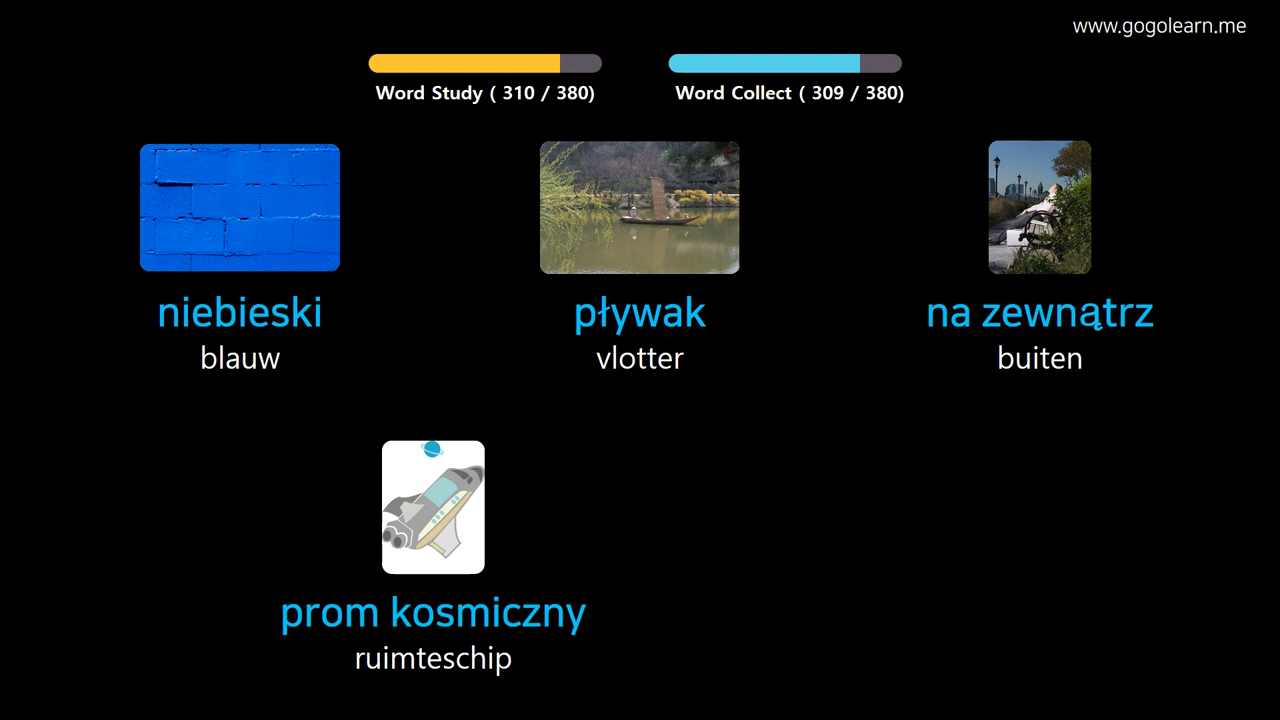 www.gogolearn.me
Word Study ( 310 / 380)
Word Collect ( 309 / 380)
niebieski
blauw
pływak
vlotter
na zewnątrz
buiten
prom kosmiczny
ruimteschip